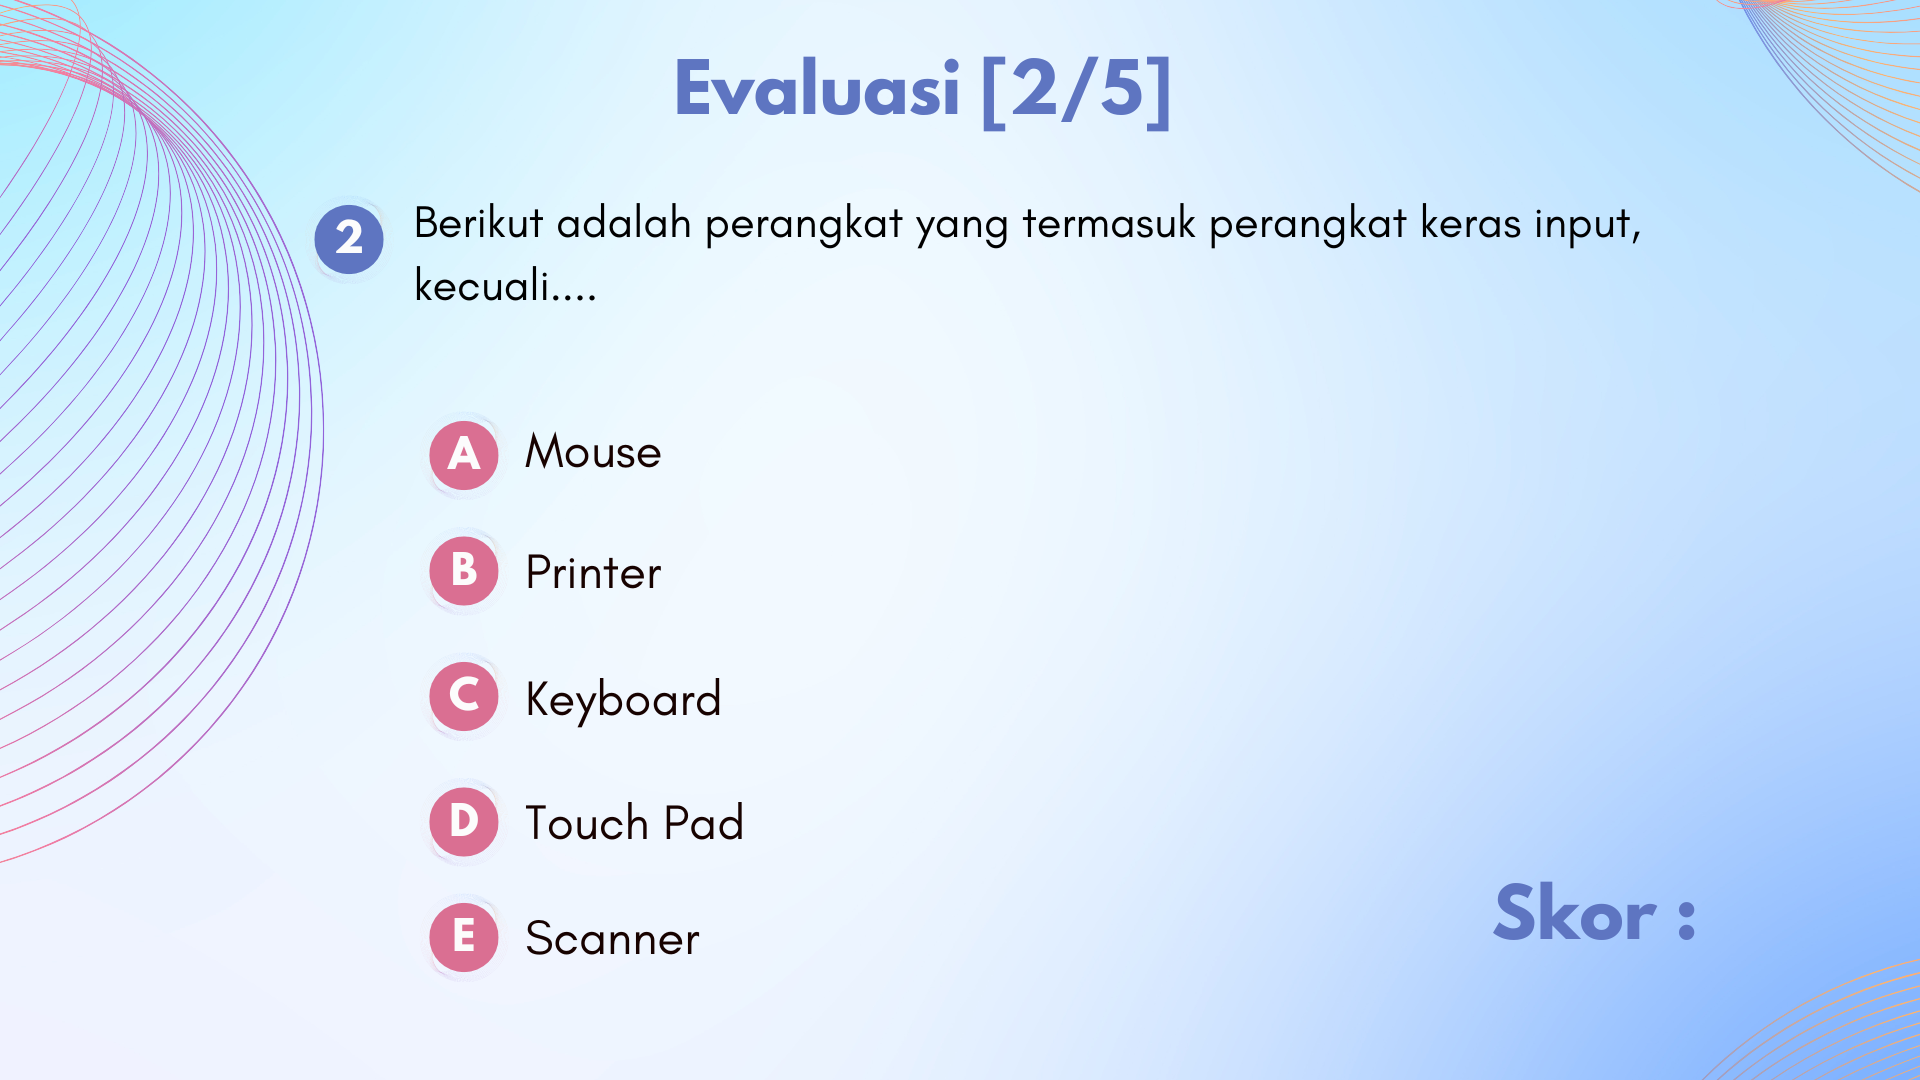 Evaluasi [2/5]
2 Berikut adalah perangkat yang termasuk perangkat keras input,
kecuali....
A Mouse
B Printer
C Keyboard
D Touch Pad
E Scanner
Skor :